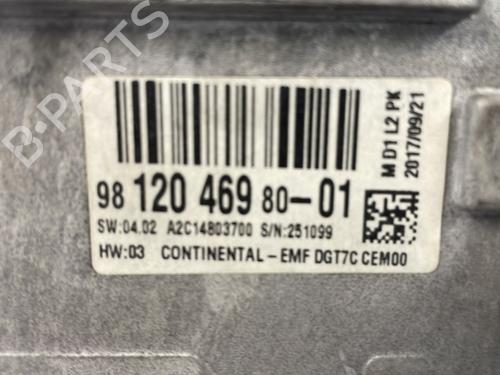 98 120 469 80-01
SW:04.02 A2C14803700 S/N:251099
HW:03 CONTINENTAL-EMF DGT7C CEM00
M D1 L2 PK
2017/09/21
B-PARTS